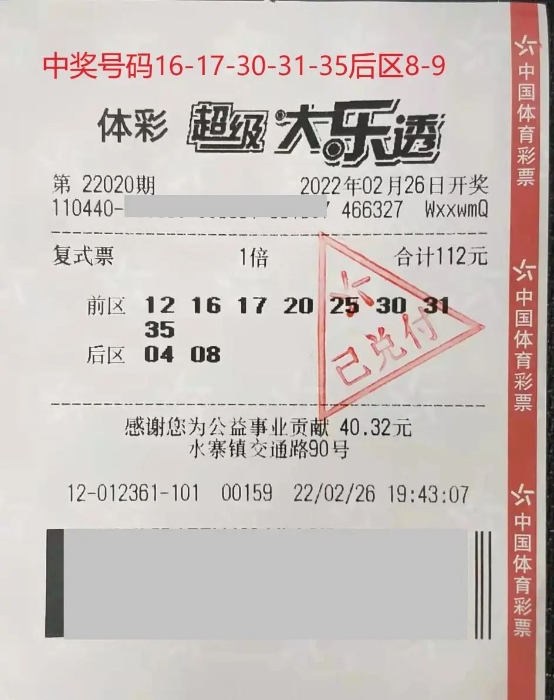 中奖号码16-17-30-31-35后区8-9
体彩 超级大乐透
第 22020期 2022年02月26日开奖
110440- 466327 WxxwmQ
复式票 1倍 合计112元
前区 12 16 17 20 25 30 31
35
后区 04 08
已兑付
感谢您为公益事业贡献 40.32元
水寨镇交通路90号
12-012361-101 00159 22/02/26 19:43:07
中国体育彩票
中国体育彩票
中国体育彩票